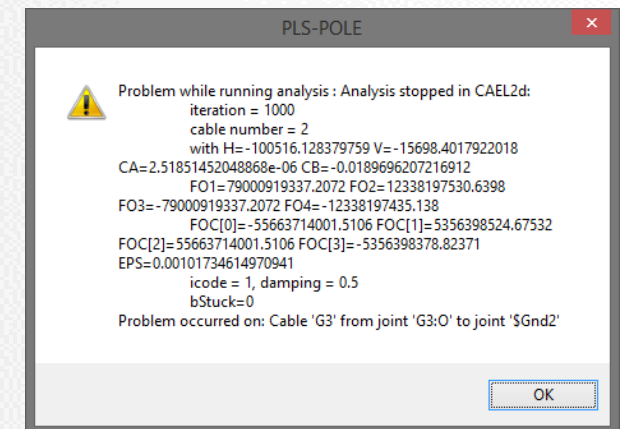 PLS-POLE
Problem while running analysis : Analysis stopped in CAEL2d:
iteration = 1000
cable number = 2
with H=-100516.128379759 V=-15698.4017922018
CA=2.51851452048868e-06 CB=-0.0189696207216912
FO1=79000919337.2072 FO2=12338197530.6398
FO3=-79000919337.2072 FO4=-12338197435.138
FOC[0]=-55663714001.5106 FOC[1]=5356398524.67532
FOC[2]=55663714001.5106 FOC[3]=-5356398378.82371
EPS=0.00101734614970941
icode = 1, damping = 0.5
bStuck=0
Problem occurred on: Cable 'G3' from joint 'G3:O' to joint '$Gnd2'
OK